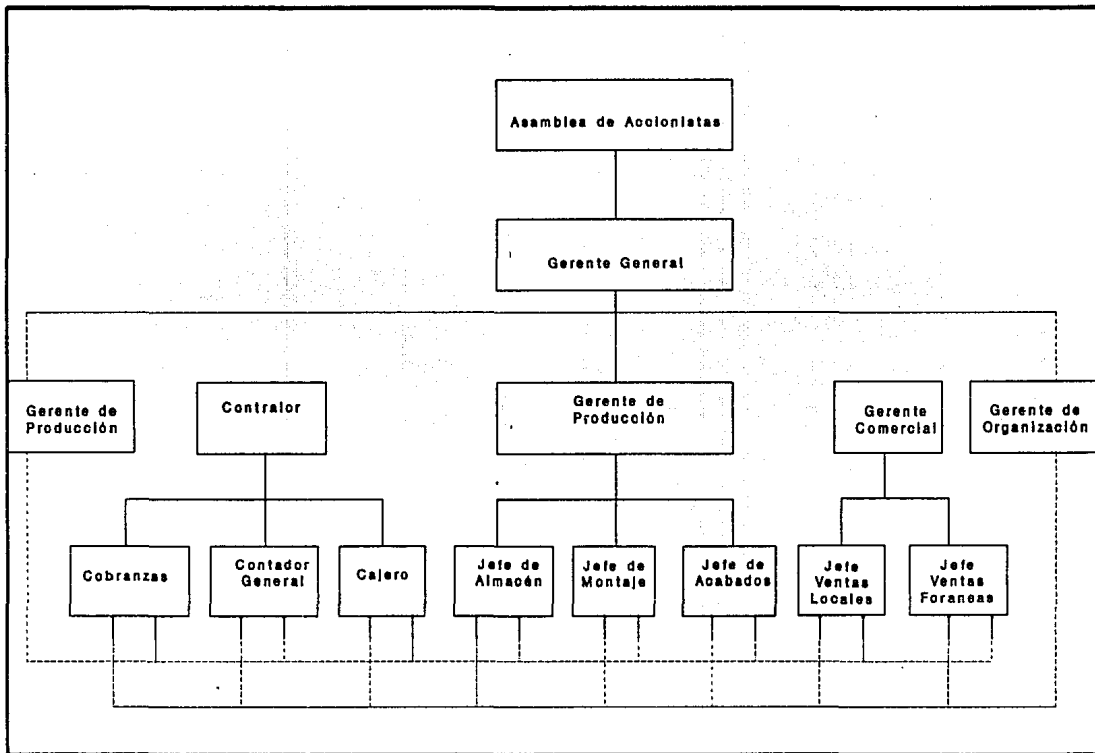 Asamblea de Accionistas
Gerente General
Gerente de
Producción
Contralor
Gerente de
Producción
Gerente
Comercial
Gerente de
Organización
Cobranzas
Contador
General
Cajero
Jefe de
Almacén
Jefe de
Montaje
Jefe de
Acabados
Jefe
Ventas
Locales
Jefe
Ventas
Foraneas